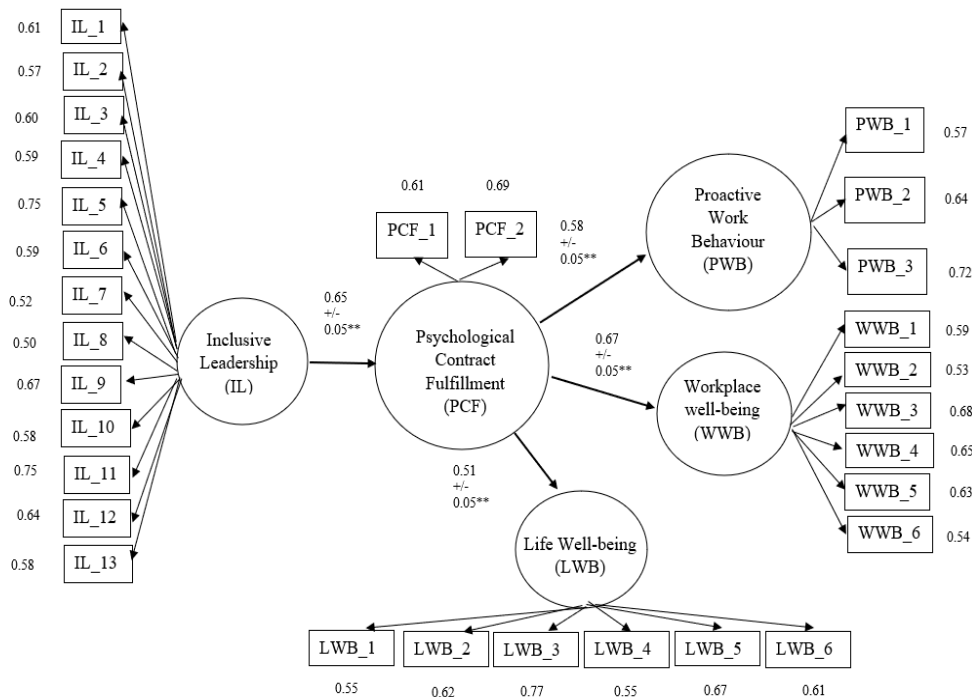 0.61
IL_1
0.57
IL_2
0.60
IL_3
0.59
IL_4
0.75
IL_5
0.59
IL_6
0.52
IL_7
0.50
IL_8
0.67
IL_9
0.58
IL_10
0.75
IL_11
0.64
IL_12
0.58
IL_13
Inclusive
Leadership
(IL)
0.65
+/-
0.05**
0.61
0.69
PCF_1
PCF_2
Psychological
Contract
Fulfillment
(PCF)
0.58
+/-
0.05**
0.67
+/-
0.05**
0.51
+/-
0.05**
Proactive
Work
Behaviour
(PWB)
PWB_1
0.57
PWB_2
0.64
PWB_3
0.72
Workplace
well-being
(WWB)
WWB_1
0.59
WWB_2
0.53
WWB_3
0.68
WWB_4
0.65
WWB_5
0.63
WWB_6
0.54
Life Well-being
(LWB)
LWB_1
LWB_2
LWB_3
LWB_4
LWB_5
LWB_6
0.55
0.62
0.77
0.55
0.67
0.61